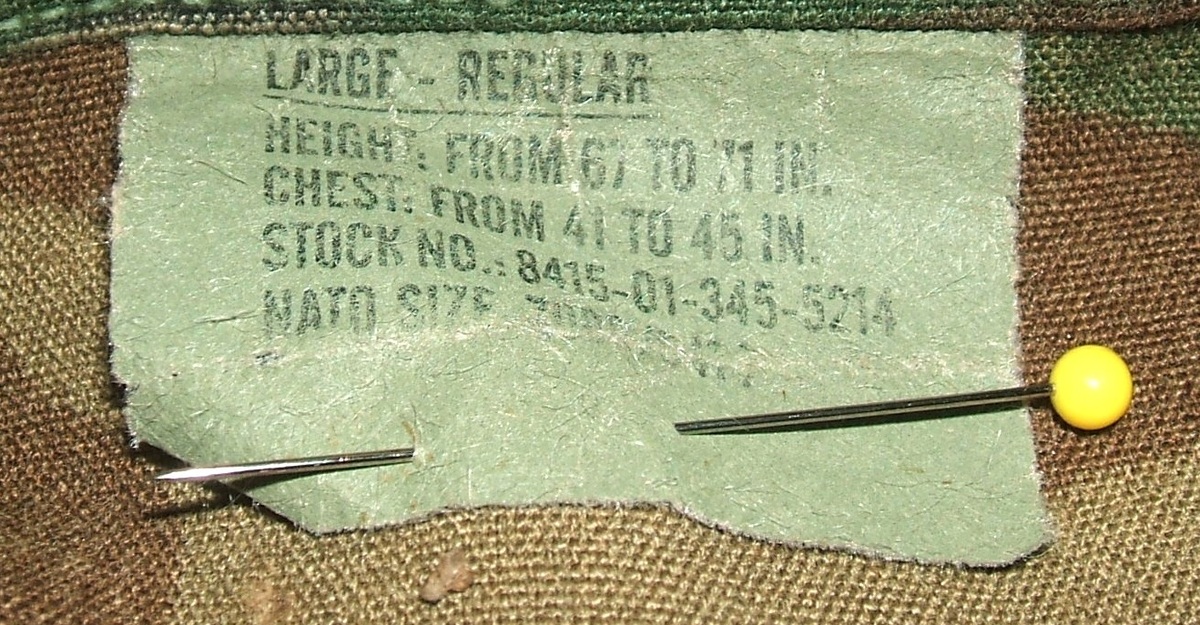 LARGE - REGULAR
HEIGHT: FROM 67 TO 71 IN.
CHEST: FROM 41 TO 45 IN.
STOCK NO.: 8415-01-345-5214
NATO SIZE